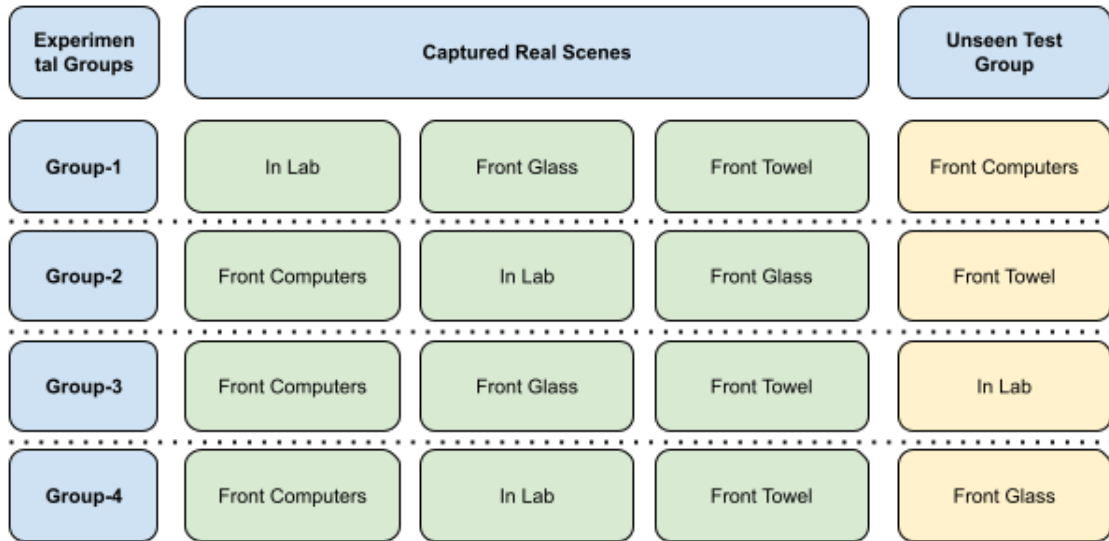 Experimen
tal Groups
Captured Real Scenes
Unseen Test
Group
Group-1
In Lab
Front Glass
Front Towel
Front Computers
Group-2
Front Computers
In Lab
Front Glass
Front Towel
Group-3
Front Computers
Front Glass
Front Towel
In Lab
Group-4
Front Computers
In Lab
Front Towel
Front Glass